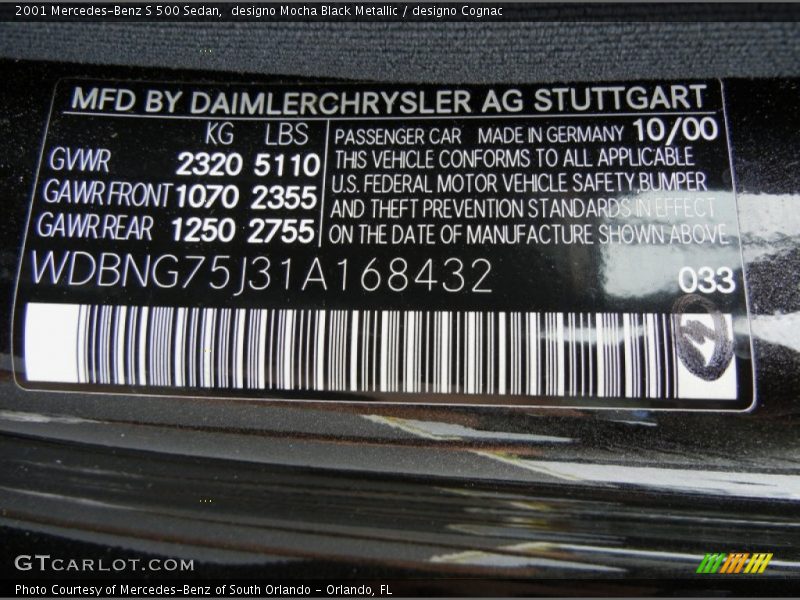 2001 Mercedes-Benz S 500 Sedan,  designo Mocha Black Metallic / designo Cognac
MFD BY DAIMLERCHRYSLER AG STUTTGART
KG LBS
GVWR 2320 5110
GAWR FRONT 1070 2355
GAWR REAR 1250 2755
PASSENGER CAR MADE IN GERMANY 10/00
THIS VEHICLE CONFORMS TO ALL APPLICABLE
U.S. FEDERAL MOTOR VEHICLE SAFETY BUMPER
AND THEFT PREVENTION STANDARDS IN EFFECT
ON THE DATE OF MANUFACTURE SHOWN ABOVE
WDBNG75J31A168432
033
GTCARLOT.COM
Photo Courtesy of Mercedes-Benz of South Orlando - Orlando, FL